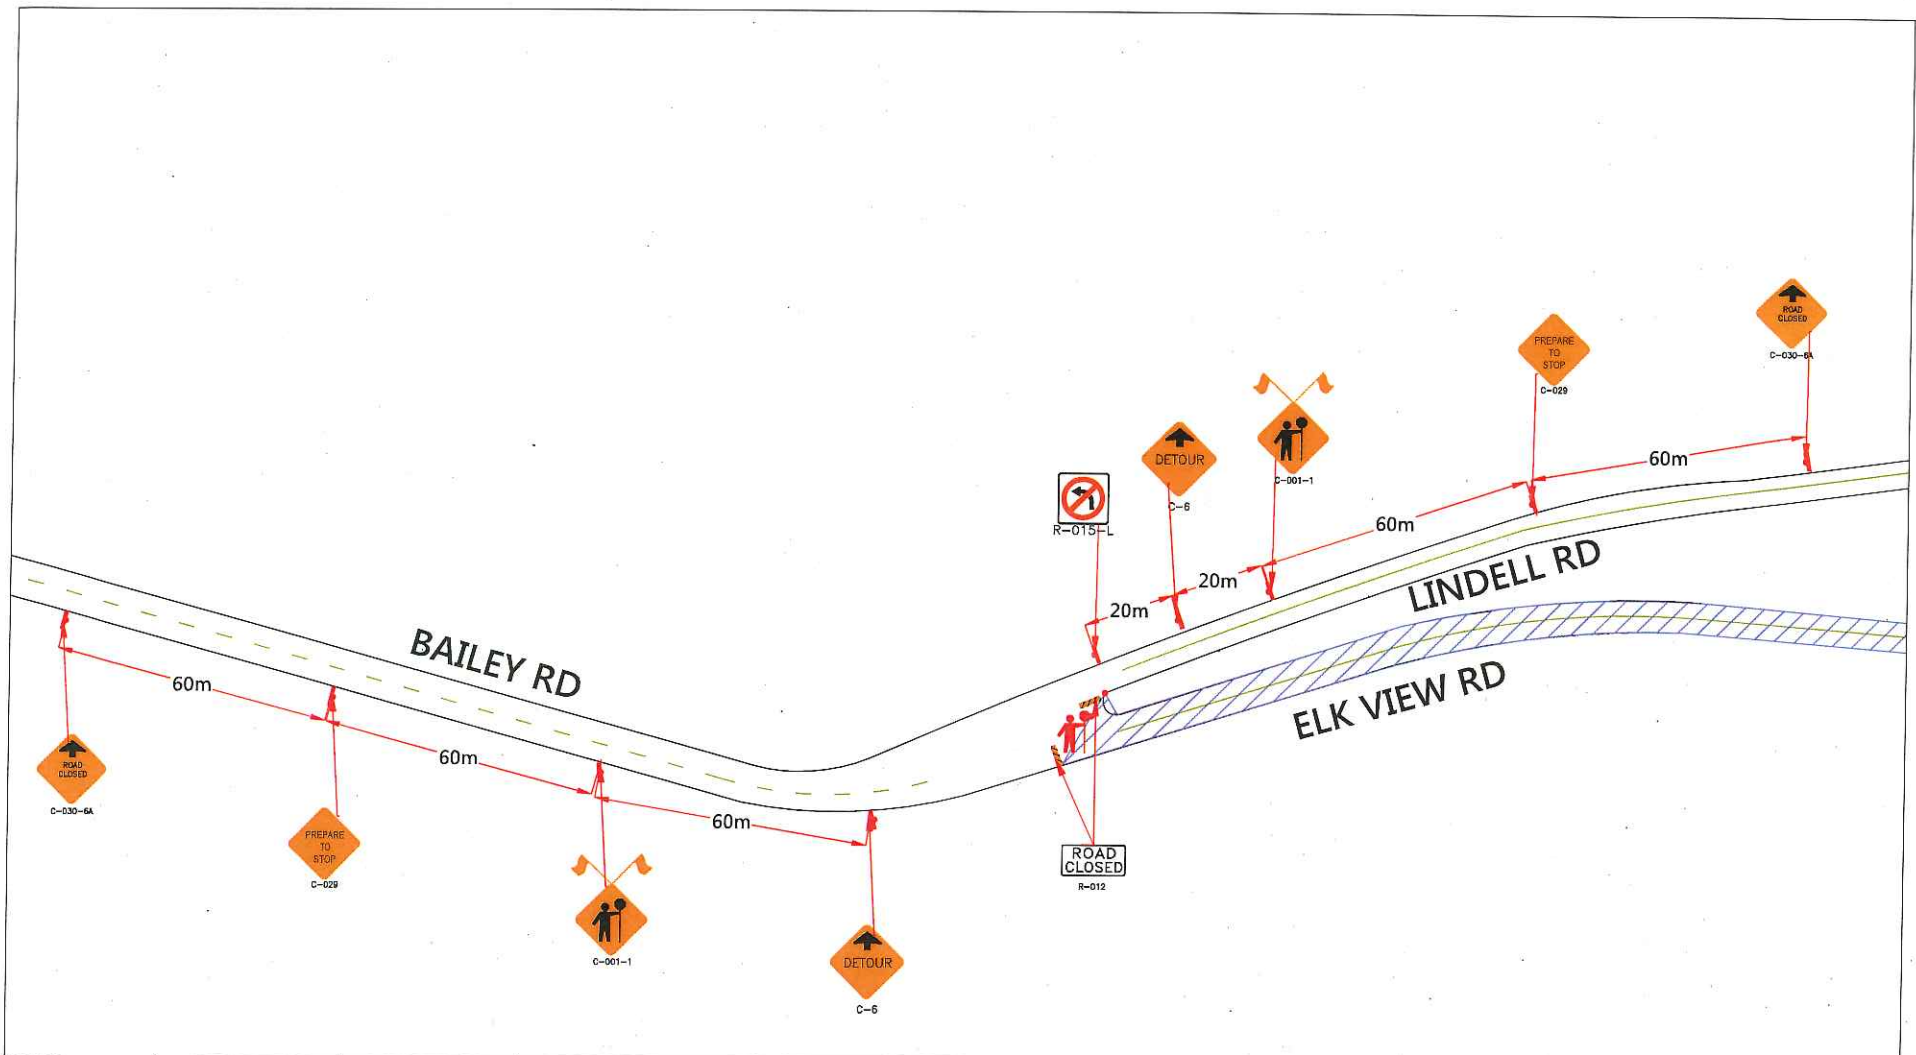 ROAD
CLOSED
C-030-6A
PREPARE
TO
STOP
C-029
C-001-1
DETOUR
C-6
R-015-L
60m
60m
20m
20m
LINDELL RD
ELK VIEW RD
BAILEY RD
60m
60m
60m
ROAD
CLOSED
C-030-6A
PREPARE
TO
STOP
C-029
C-001-1
DETOUR
C-6
ROAD
CLOSED
R-012